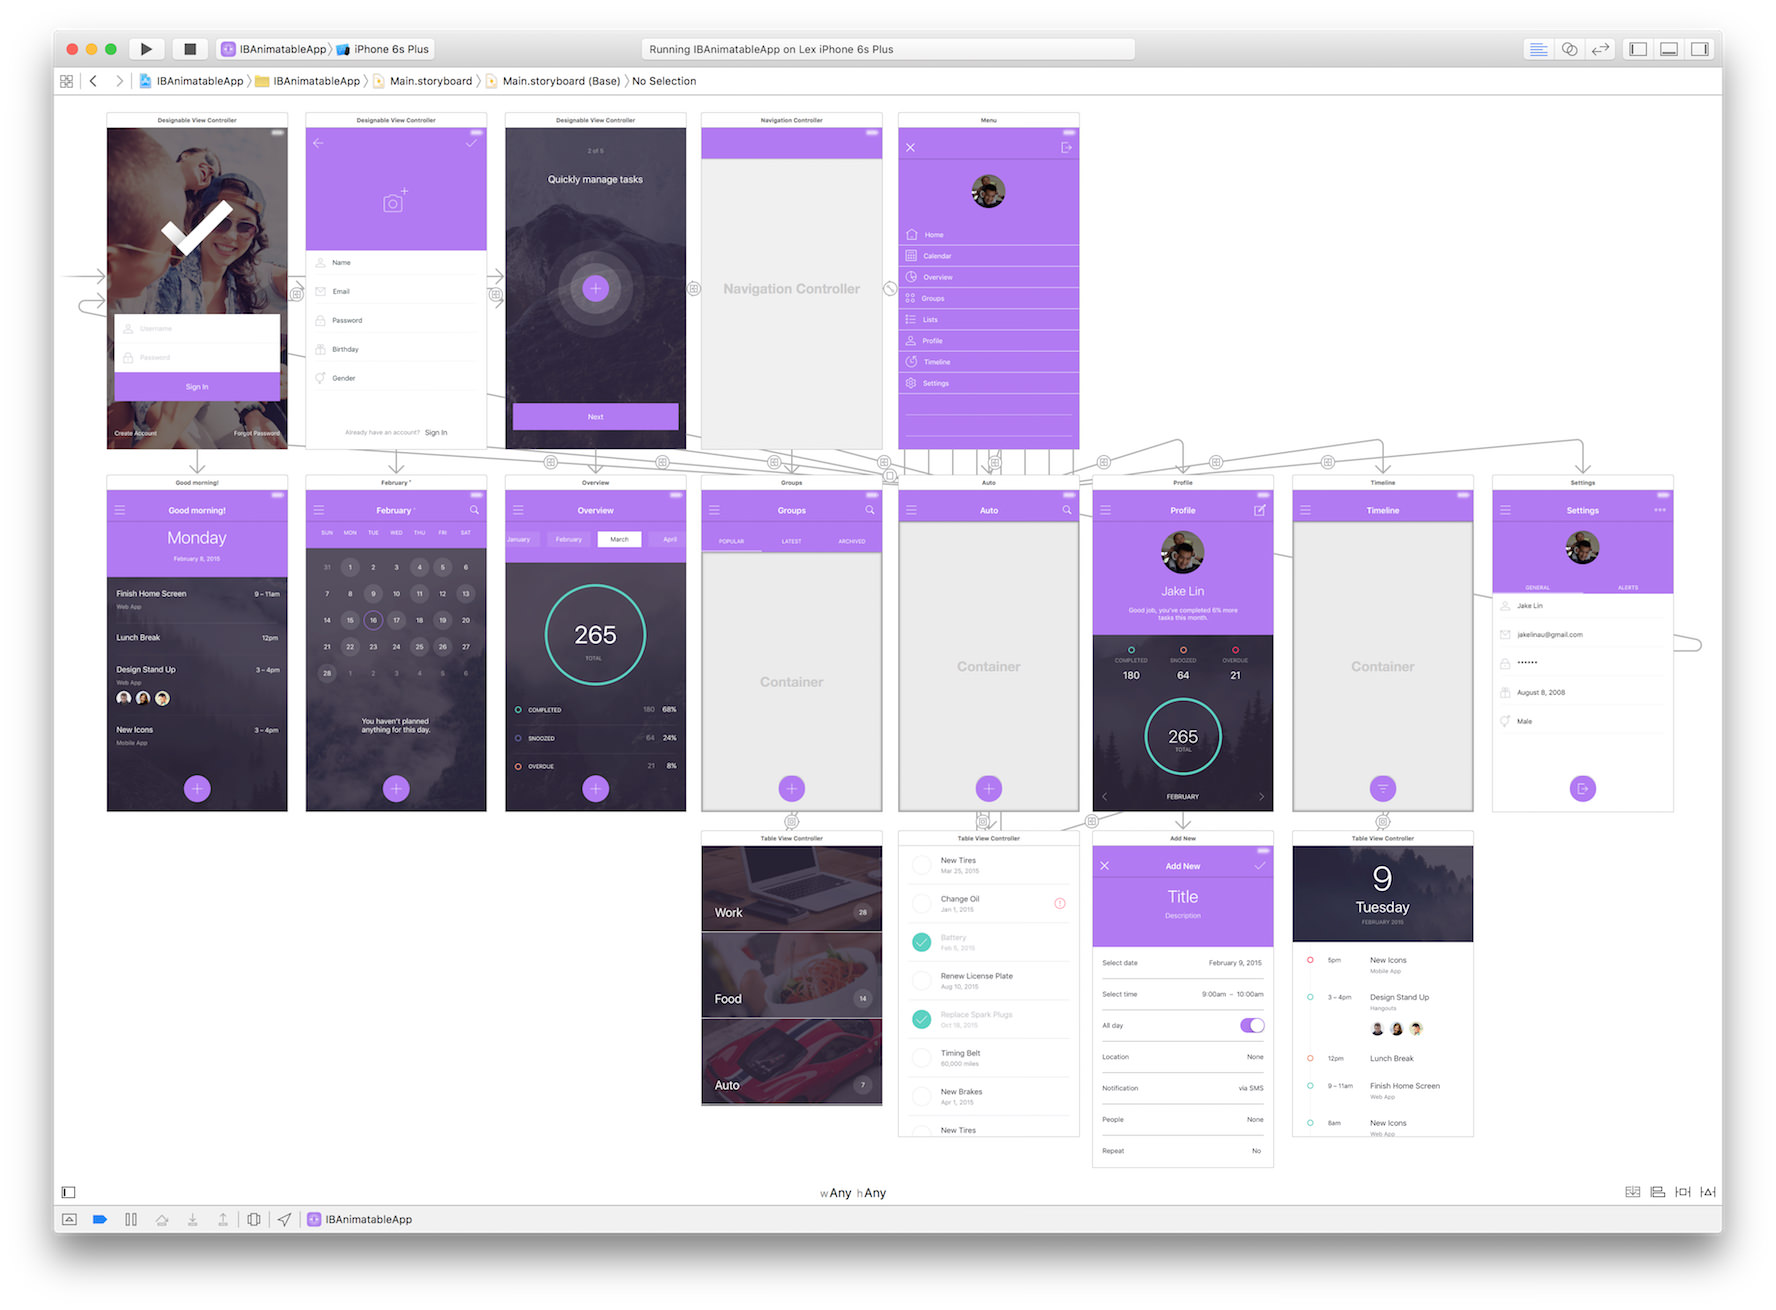 IBAnimatableApp iPhone 6s Plus
Running IBAnimatableApp on Lex iPhone 6s Plus
IBAnimatableApp IBAnimatableApp Main.storyboard Main.storyboard (Base) No Selection
Designable View Controller
Username
Password
Sign In
Create Account Forgot Password
Designable View Controller
Name
Email
Password
Birthday
Gender
Already have an account? Sign In
Designable View Controller
2 of 5
Quickly manage tasks
Next
Navigation Controller
Navigation Controller
Menu
Home
Calendar
Overview
Groups
Lists
Profile
Timeline
Settings
Good morning!
Good morning!
Monday
February 8, 2015
Finish Home Screen 9 – 11am
Web App
Lunch Break 12pm
Design Stand Up 3 – 4pm
Web App
New Icons 3 – 4pm
Mobile App
February ˇ
February ˇ
SUN MON TUE WED THU FRI SAT
31 1 2 3 4 5 6
7 8 9 10 11 12 13
14 15 16 17 18 19 20
21 22 23 24 25 26 27
28 1 2 3 4 5 6
You haven't planned
anything for this day.
Overview
Overview
January February March April
265
TOTAL
COMPLETED 180 68%
SNOOZED 64 24%
OVERDUE 21 8%
Groups
Groups
POPULAR LATEST ARCHIVED
Container
Auto
Auto
Container
Profile
Profile
Jake Lin
Good job, you've completed 6% more
tasks this month.
COMPLETED SNOOZED OVERDUE
180 64 21
265
TOTAL
FEBRUARY
Timeline
Timeline
Container
Settings
Settings
GENERAL ALERTS
Jake Lin
jakelinau@gmail.com
••••••
August 8, 2008
Male
Table View Controller
Work 28
Food 14
Auto 7
Table View Controller
New Tires
Mar 25, 2015
Change Oil
Jan 1, 2015
Battery
Feb 5, 2015
Renew License Plate
Aug 10, 2015
Replace Spark Plugs
Oct 18, 2015
Timing Belt
60,000 miles
New Brakes
Apr 1, 2015
New Tires
Add New
Add New
Title
Description
Select date February 9, 2015
Select time 9:00am – 10:00am
All day
Location None
Notification via SMS
People None
Repeat No
Table View Controller
9
Tuesday
FEBRUARY 2015
5pm New Icons
Mobile App
3 – 4pm Design Stand Up
Hangouts
12pm Lunch Break
9 – 11am Finish Home Screen
Web App
8am New Icons
Web App
wAny hAny
IBAnimatableApp